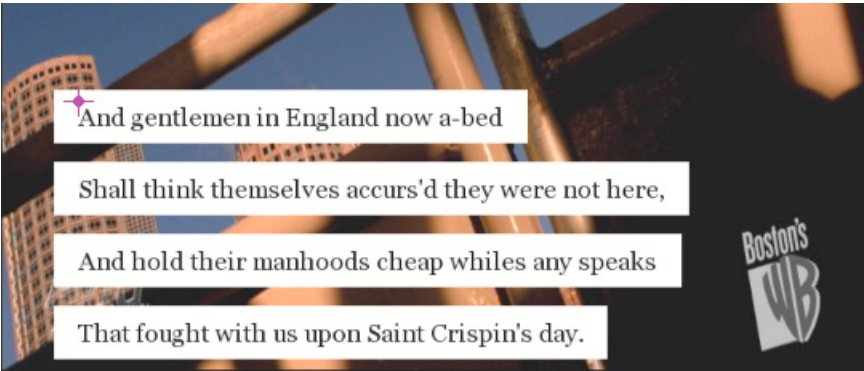 And gentlemen in England now a-bed
Shall think themselves accurs'd they were not here,
And hold their manhoods cheap whiles any speaks
That fought with us upon Saint Crispin's day.
Boston's
WB